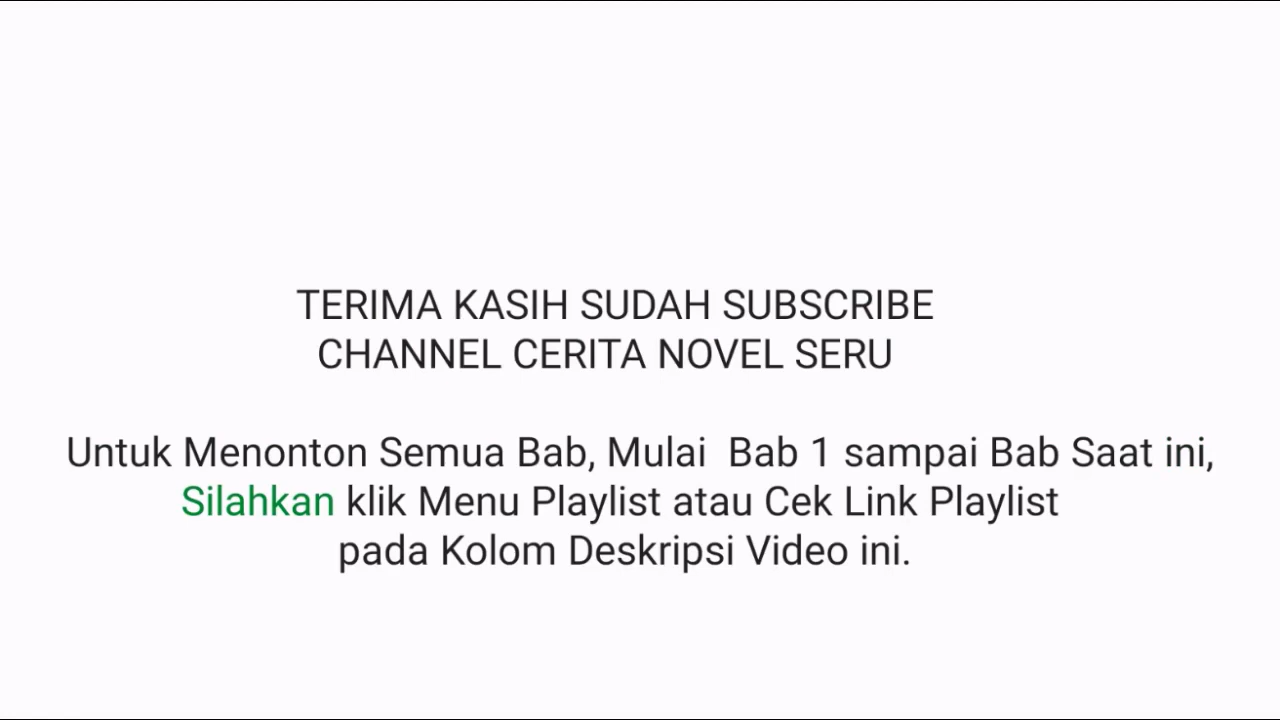 TERIMA KASIH SUDAH SUBSCRIBE
CHANNEL CERITA NOVEL SERU
Untuk Menonton Semua Bab, Mulai  Bab 1 sampai Bab Saat ini,
Silahkan klik Menu Playlist atau Cek Link Playlist
pada Kolom Deskripsi Video ini.